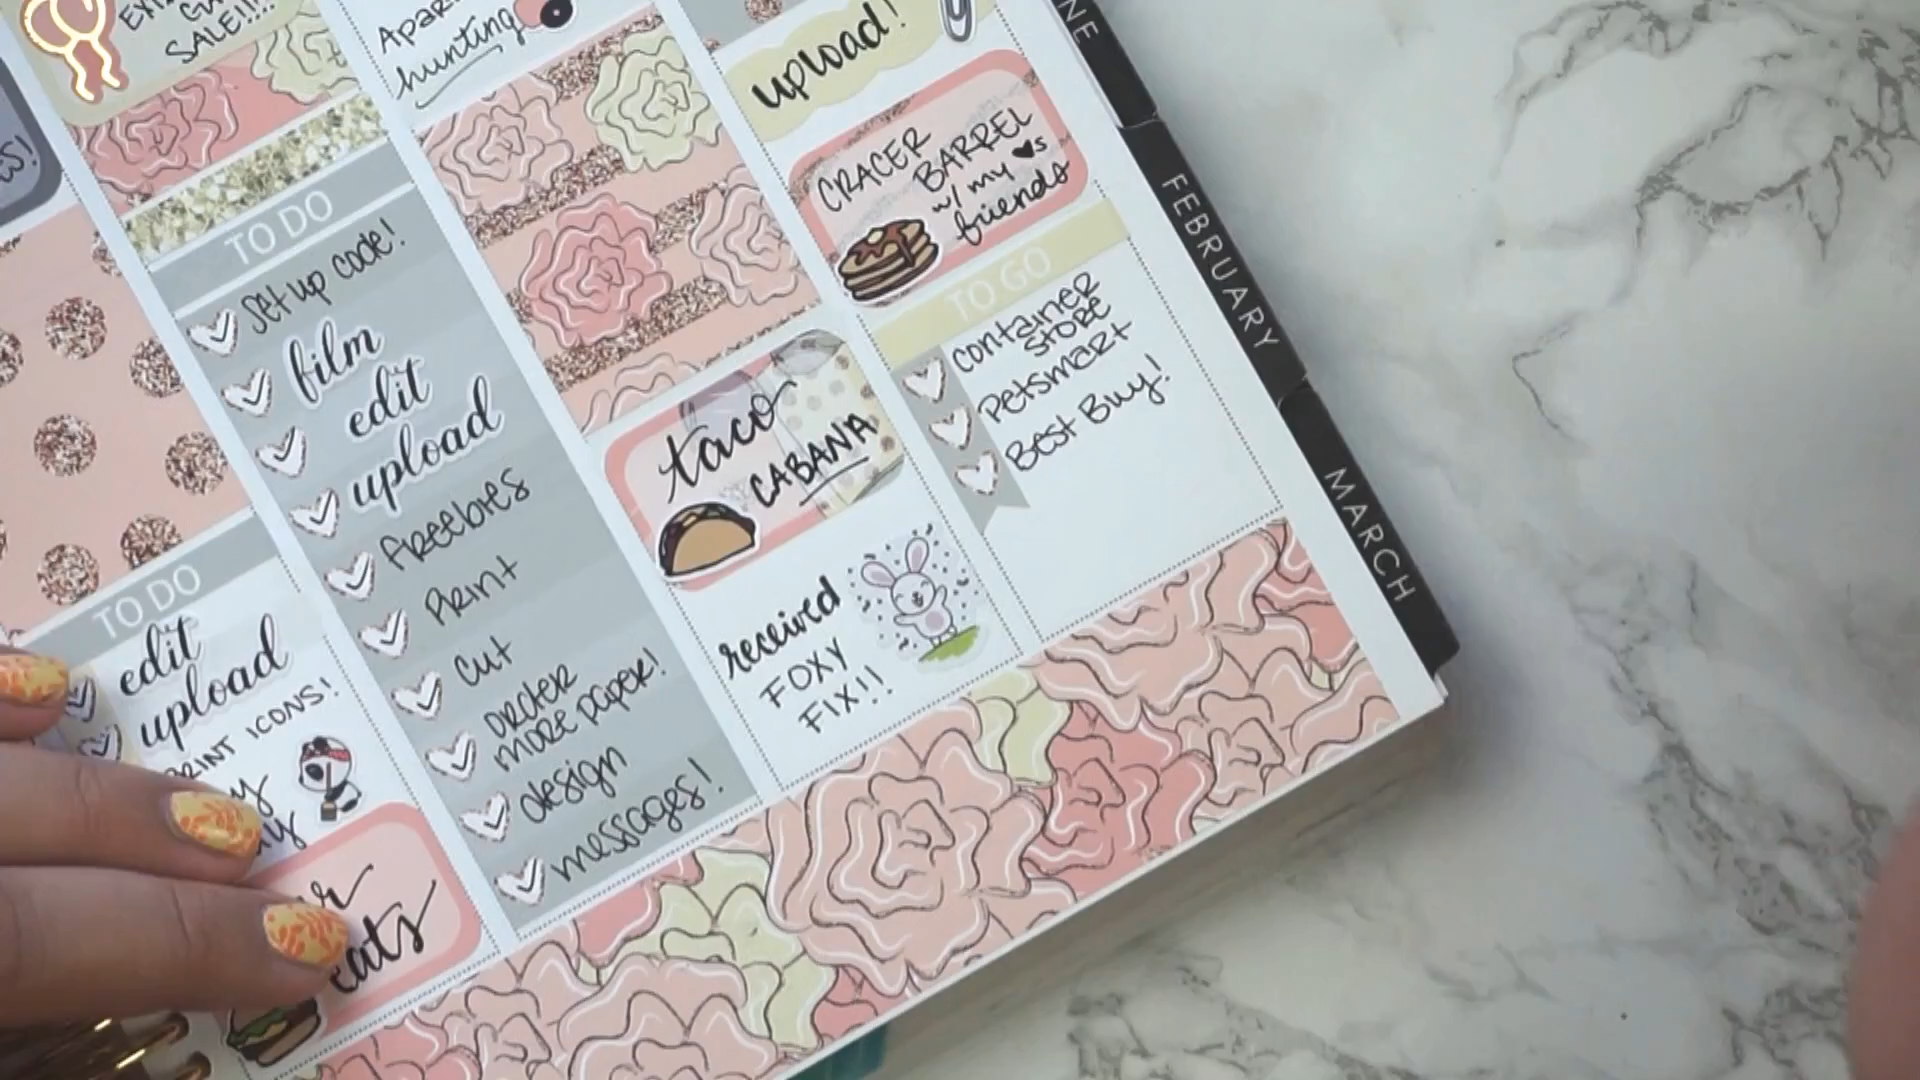 SALE!!!!
TO DO
set up code!
film
edit
upload
freebies
Print
cut
order
more paper!
design
messages!
TO DO
edit
upload
PRINT ICONS!
eats
hunting
taco
CABANA
received
FOXY
FIX!!
upload!
CRACER
BARREL
w/ my ♥s
friends
TO GO
container
STORE
Petsmart
Best Buy!
FEBRUARY
MARCH